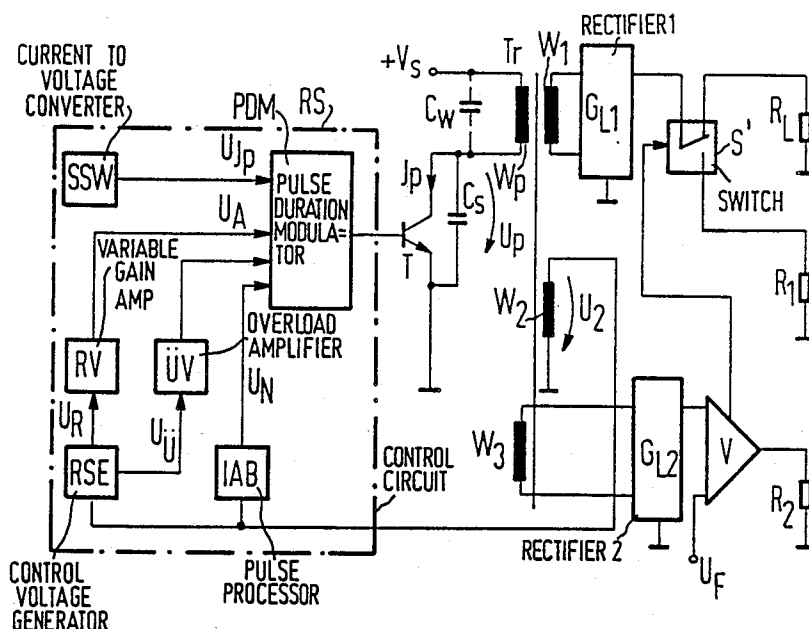 CURRENT TO
VOLTAGE
CONVERTER
PDM
RS
SSW
UJp
PULSE
DURATION
MODULA=
TOR
UA
VARIABLE
GAIN
AMP
RV
ÜV
OVERLOAD
AMPLIFIER
UR
UÜ
UN
RSE
IAB
CONTROL
CIRCUIT
CONTROL
VOLTAGE
GENERATOR
PULSE
PROCESSOR
+Vs
CW
Jp
CS
T
Tr
Wp
Up
W1
RECTIFIER1
GL1
S'
SWITCH
RL
R1
W2
U2
W3
GL2
RECTIFIER 2
V
R2
UF